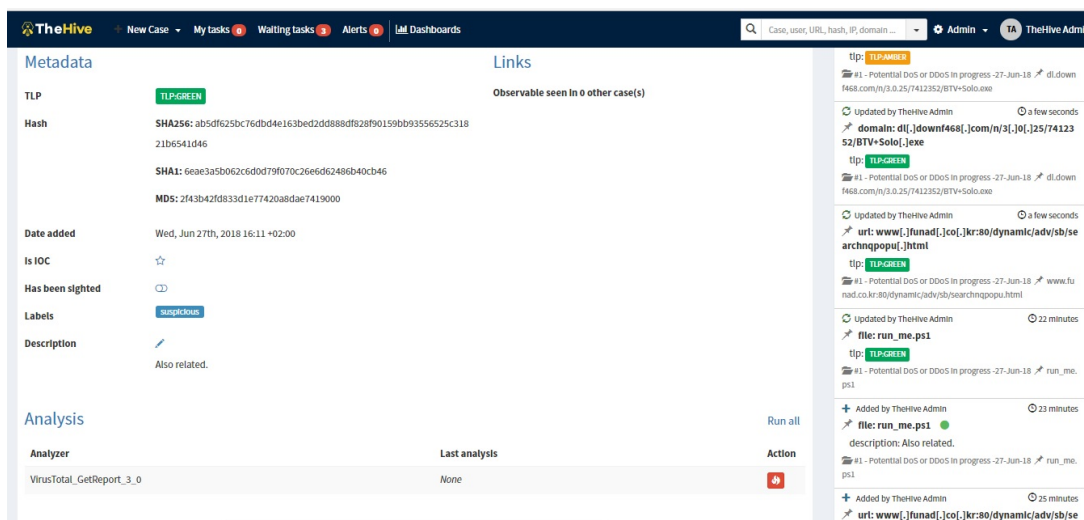 TheHive New Case My tasks 0 Waiting tasks 3 Alerts 0 Dashboards Case, user, URL, hash, IP, domain ... Admin TA TheHive Admi
Metadata
TLP TLP:GREEN
Hash SHA256: ab5df625bc76dbd4e163bed2dd888df828f90159bb93556525c318
21b6541d46
SHA1: 6eae3a5b062c6d0d79f070c26e6d62486b40cb46
MD5: 2f43b42fd833d1e77420a8dae7419000
Date added Wed, Jun 27th, 2018 16:11 +02:00
Is IOC
Has been sighted
Labels suspicious
Description
Also related.
Links
Observable seen in 0 other case(s)
Analysis Run all
Analyzer Last analysis Action
VirusTotal_GetReport_3_0 None
tlp: TLP:AMBER
#1 - Potential DoS or DDoS in progress -27-Jun-18 dl.down
f468.com/n/3.0.25/7412352/BTV+Solo.exe
Updated by TheHive Admin a few seconds
domain: dl[.]downf468[.]com/n/3[.]0[.]25/74123
52/BTV+Solo[.]exe
tlp: TLP:GREEN
#1 - Potential DoS or DDoS in progress -27-Jun-18 dl.down
f468.com/n/3.0.25/7412352/BTV+Solo.exe
Updated by TheHive Admin a few seconds
url: www[.]funad[.]co[.]kr:80/dynamic/adv/sb/se
archnqpopu[.]html
tlp: TLP:GREEN
#1 - Potential DoS or DDoS in progress -27-Jun-18 www.fu
nad.co.kr:80/dynamic/adv/sb/searchnqpopu.html
Updated by TheHive Admin 22 minutes
file: run_me.ps1
tlp: TLP:GREEN
#1 - Potential DoS or DDoS in progress -27-Jun-18 run_me.
ps1
Added by TheHive Admin 23 minutes
file: run_me.ps1
description: Also related.
#1 - Potential DoS or DDoS in progress -27-Jun-18 run_me.
ps1
Added by TheHive Admin 25 minutes
url: www[.]funad[.]co[.]kr:80/dynamic/adv/sb/se